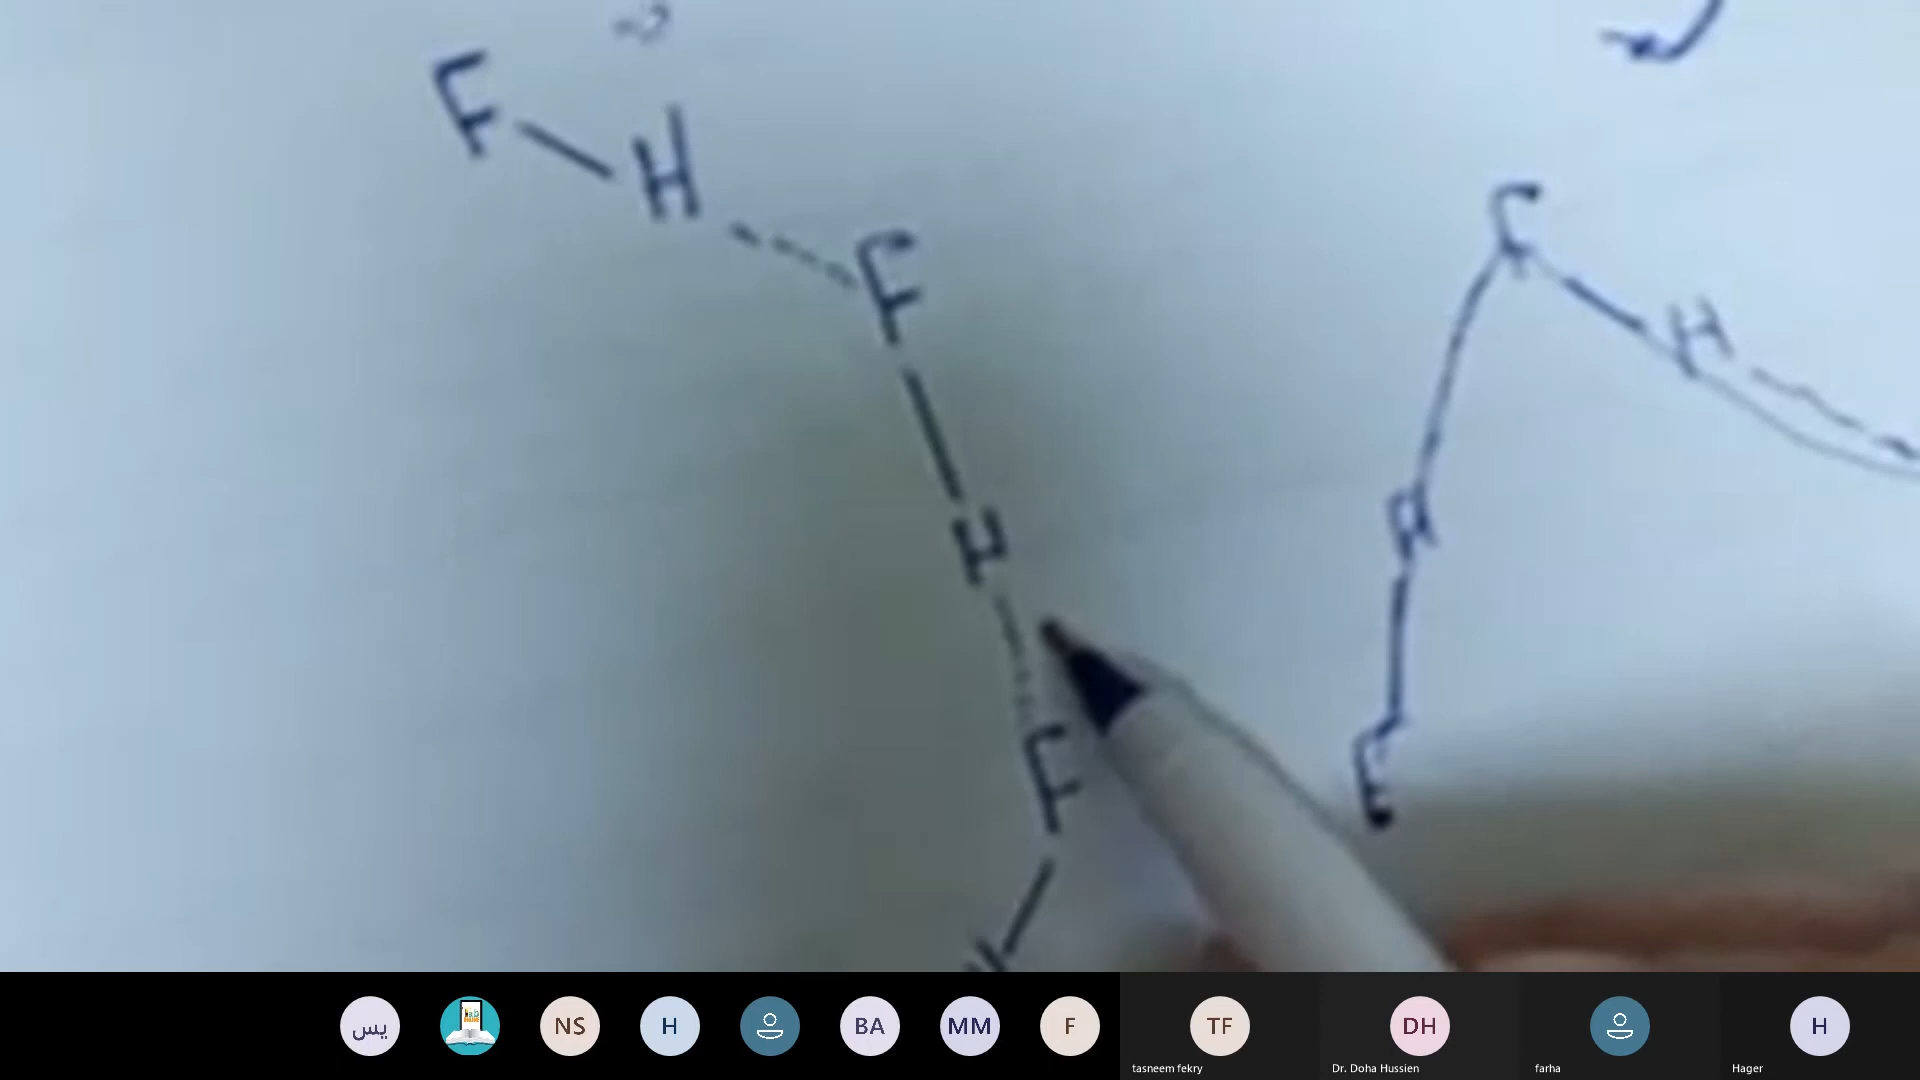 F
H
F
F
H
H
H
F
F
يس
NS
H
BA
MM
F
TF
DH
H
tasneem fekry
Dr. Doha Hussien
farha
Hager